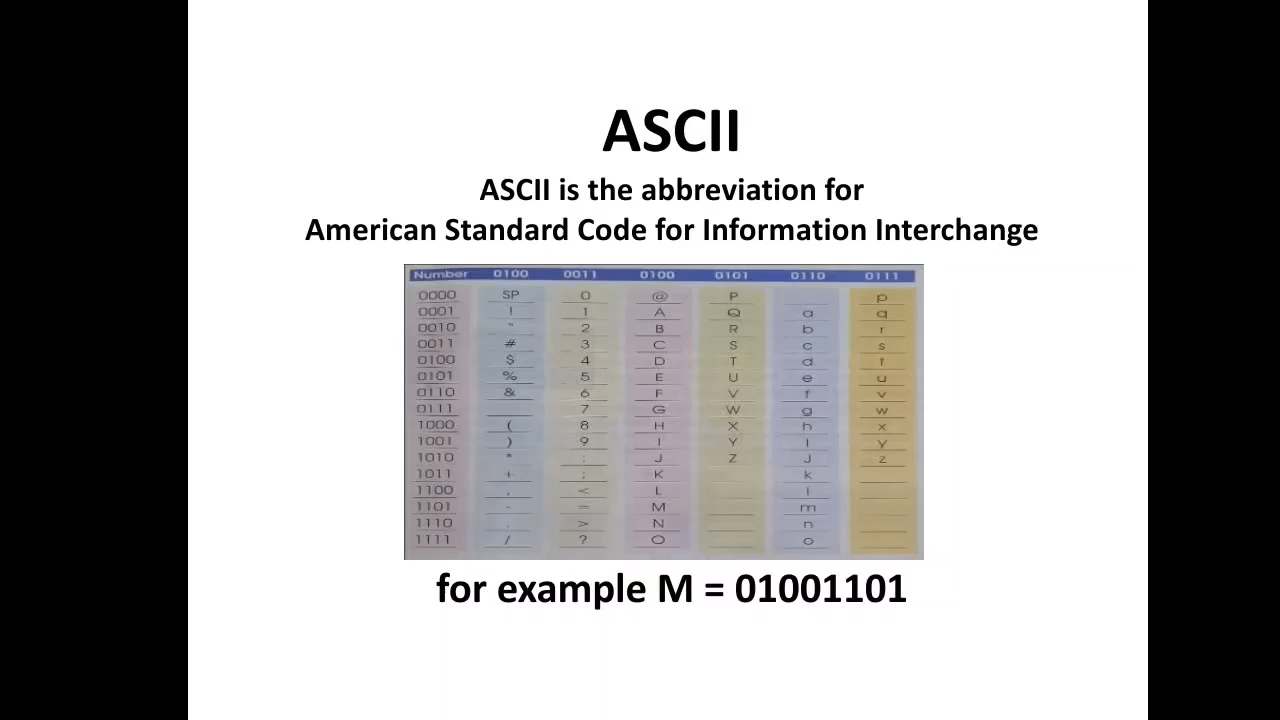 ASCII
ASCII is the abbreviation for
American Standard Code for Information Interchange
Number 0100 0011 0100 0101 0110 0111
0000 SP 0 @ P p
0001 ! 1 A Q a q
0010 " 2 B R b r
0011 # 3 C S c s
0100 $ 4 D T d t
0101 % 5 E U e u
0110 & 6 F V f v
0111 7 G W g w
1000 ( 8 H X h x
1001 ) 9 I Y i y
1010 * : J Z J z
1011 + ; K k
1100 , < L l
1101 - = M m
1110 . > N n
1111 / ? O o
for example M = 01001101